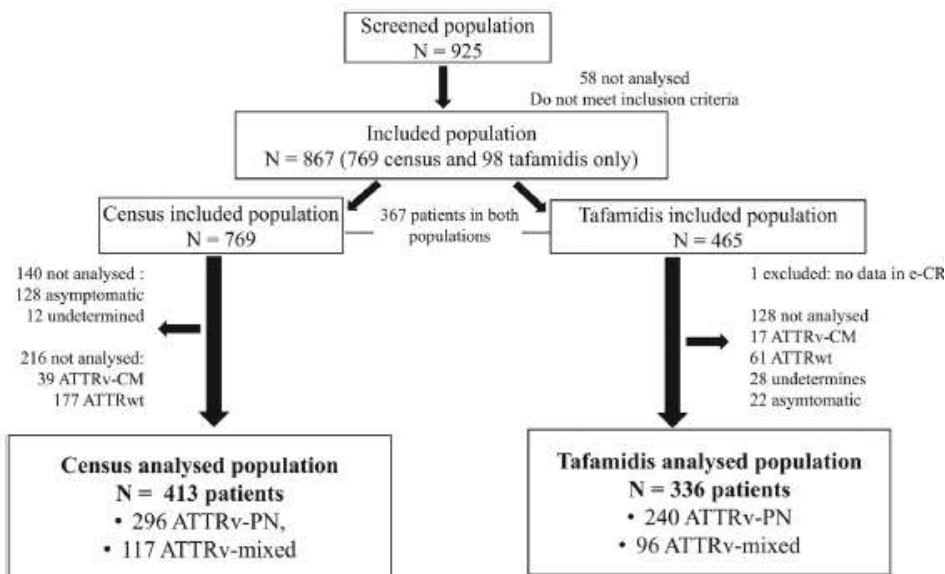 Screened population
N = 925
58 not analysed
Do not meet inclusion criteria
Included population
N = 867 (769 census and 98 tafamidis only)
Census included population
N = 769
367 patients in both
populations
Tafamidis included population
N = 465
140 not analysed :
128 asymptomatic
12 undetermined
216 not analysed:
39 ATTRv-CM
177 ATTRwt
1 excluded: no data in e-CR
128 not analysed
17 ATTRv-CM
61 ATTRwt
28 undetermines
22 asymtomatic
Census analysed population
N = 413 patients
• 296 ATTRv-PN,
• 117 ATTRv-mixed
Tafamidis analysed population
N = 336 patients
• 240 ATTRv-PN
• 96 ATTRv-mixed